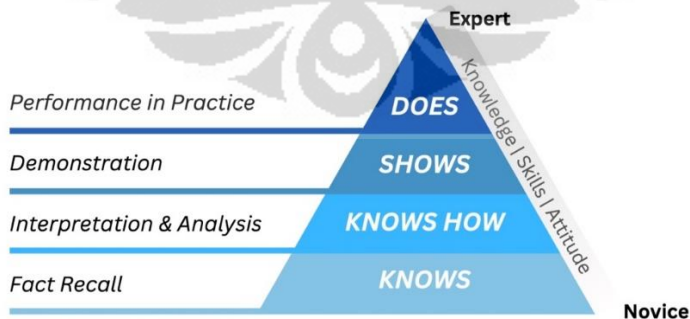 Expert
Performance in Practice
DOES
Knowledge | Skills | Attitude
Demonstration
SHOWS
Interpretation & Analysis
KNOWS HOW
Fact Recall
KNOWS
Novice